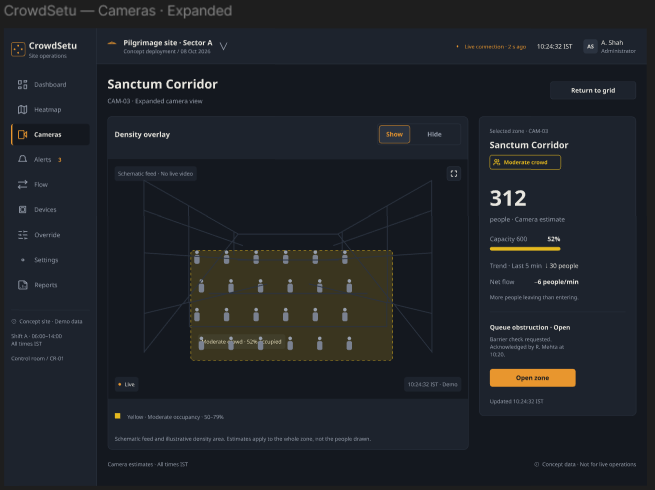 CrowdSetu — Cameras · Expanded
CrowdSetu
Site operations
Dashboard
Heatmap
Cameras
Alerts 3
Flow
Devices
Override
Settings
Reports
Concept site · Demo data
Shift A · 06:00–14:00
All times IST
Control room / CR-01
Pilgrimage site · Sector A
Concept deployment / 08 Oct 2026
Live connection · 2 s ago
10:24:32 IST
AS
A. Shah
Administrator
Sanctum Corridor
CAM-03 · Expanded camera view
Return to grid
Density overlay
Show
Hide
Schematic feed · No live video
Moderate crowd · 52% occupied
Live
10:24:32 IST · Demo
Yellow · Moderate occupancy · 50–79%
Schematic feed and illustrative density area. Estimates apply to the whole zone, not the people drawn.
Selected zone · CAM-03
Sanctum Corridor
Moderate crowd
312
people · Camera estimate
Capacity 600 52%
Trend · Last 5 min ↓ 30 people
Net flow −6 people/min
More people leaving than entering.
Queue obstruction · Open
Barrier check requested.
Acknowledged by R. Mehta at
10:20.
Open zone
Updated 10:24:32 IST
Camera estimates · All times IST
Concept data · Not for live operations